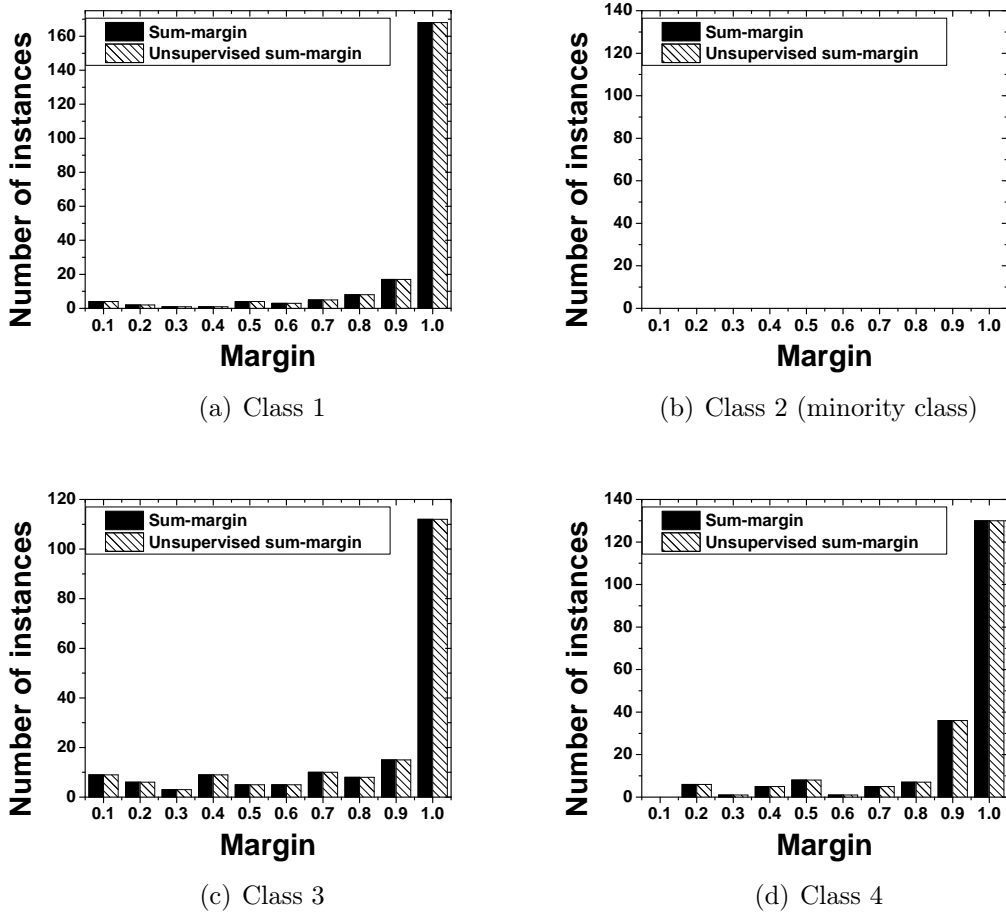 Number of instances
160
140
120
100
80
60
40
20
0
Sum-margin
Unsupervised sum-margin
0.1 0.2 0.3 0.4 0.5 0.6 0.7 0.8 0.9 1.0
Margin
(a) Class 1
Number of instances
140
120
100
80
60
40
20
0
Sum-margin
Unsupervised sum-margin
0.1 0.2 0.3 0.4 0.5 0.6 0.7 0.8 0.9 1.0
Margin
(b) Class 2 (minority class)
Number of instances
120
100
80
60
40
20
0
Sum-margin
Unsupervised sum-margin
0.1 0.2 0.3 0.4 0.5 0.6 0.7 0.8 0.9 1.0
Margin
(c) Class 3
Number of instances
140
120
100
80
60
40
20
0
Sum-margin
Unsupervised sum-margin
0.1 0.2 0.3 0.4 0.5 0.6 0.7 0.8 0.9 1.0
Margin
(d) Class 4